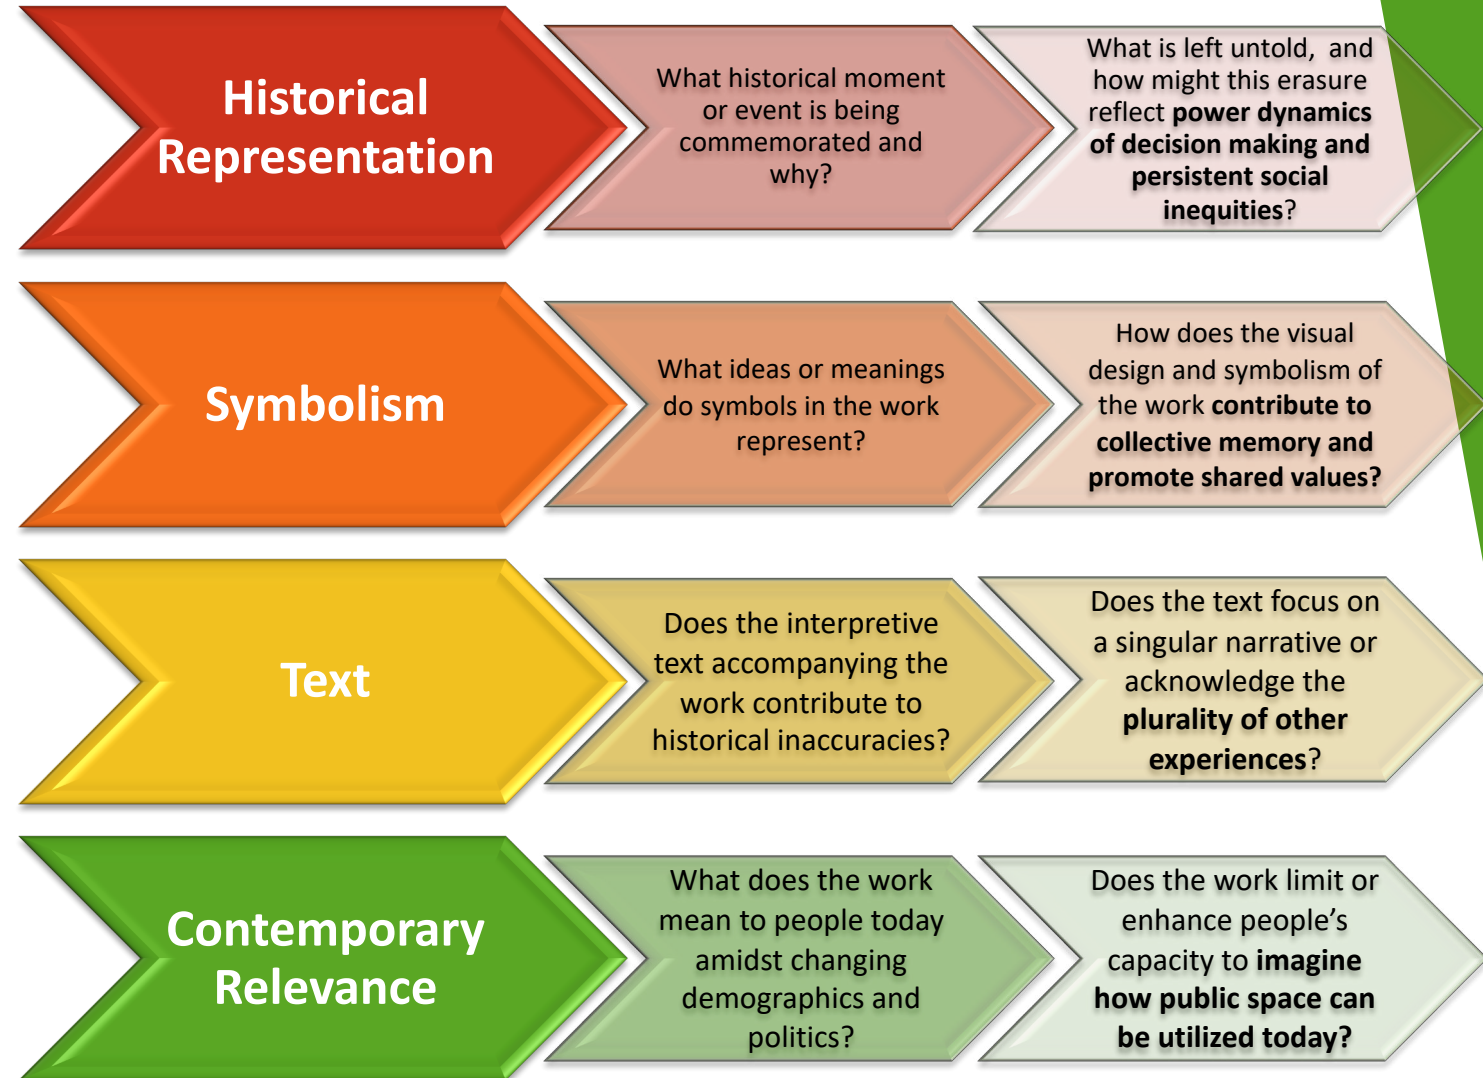 Historical
Representation
What historical moment
or event is being
commemorated and
why?
What is left untold, and
how might this erasure
reflect power dynamics
of decision making and
persistent social
inequities?
Symbolism
What ideas or meanings
do symbols in the work
represent?
How does the visual
design and symbolism of
the work contribute to
collective memory and
promote shared values?
Text
Does the interpretive
text accompanying the
work contribute to
historical inaccuracies?
Does the text focus on
a singular narrative or
acknowledge the
plurality of other
experiences?
Contemporary
Relevance
What does the work
mean to people today
amidst changing
demographics and
politics?
Does the work limit or
enhance people’s
capacity to imagine
how public space can
be utilized today?